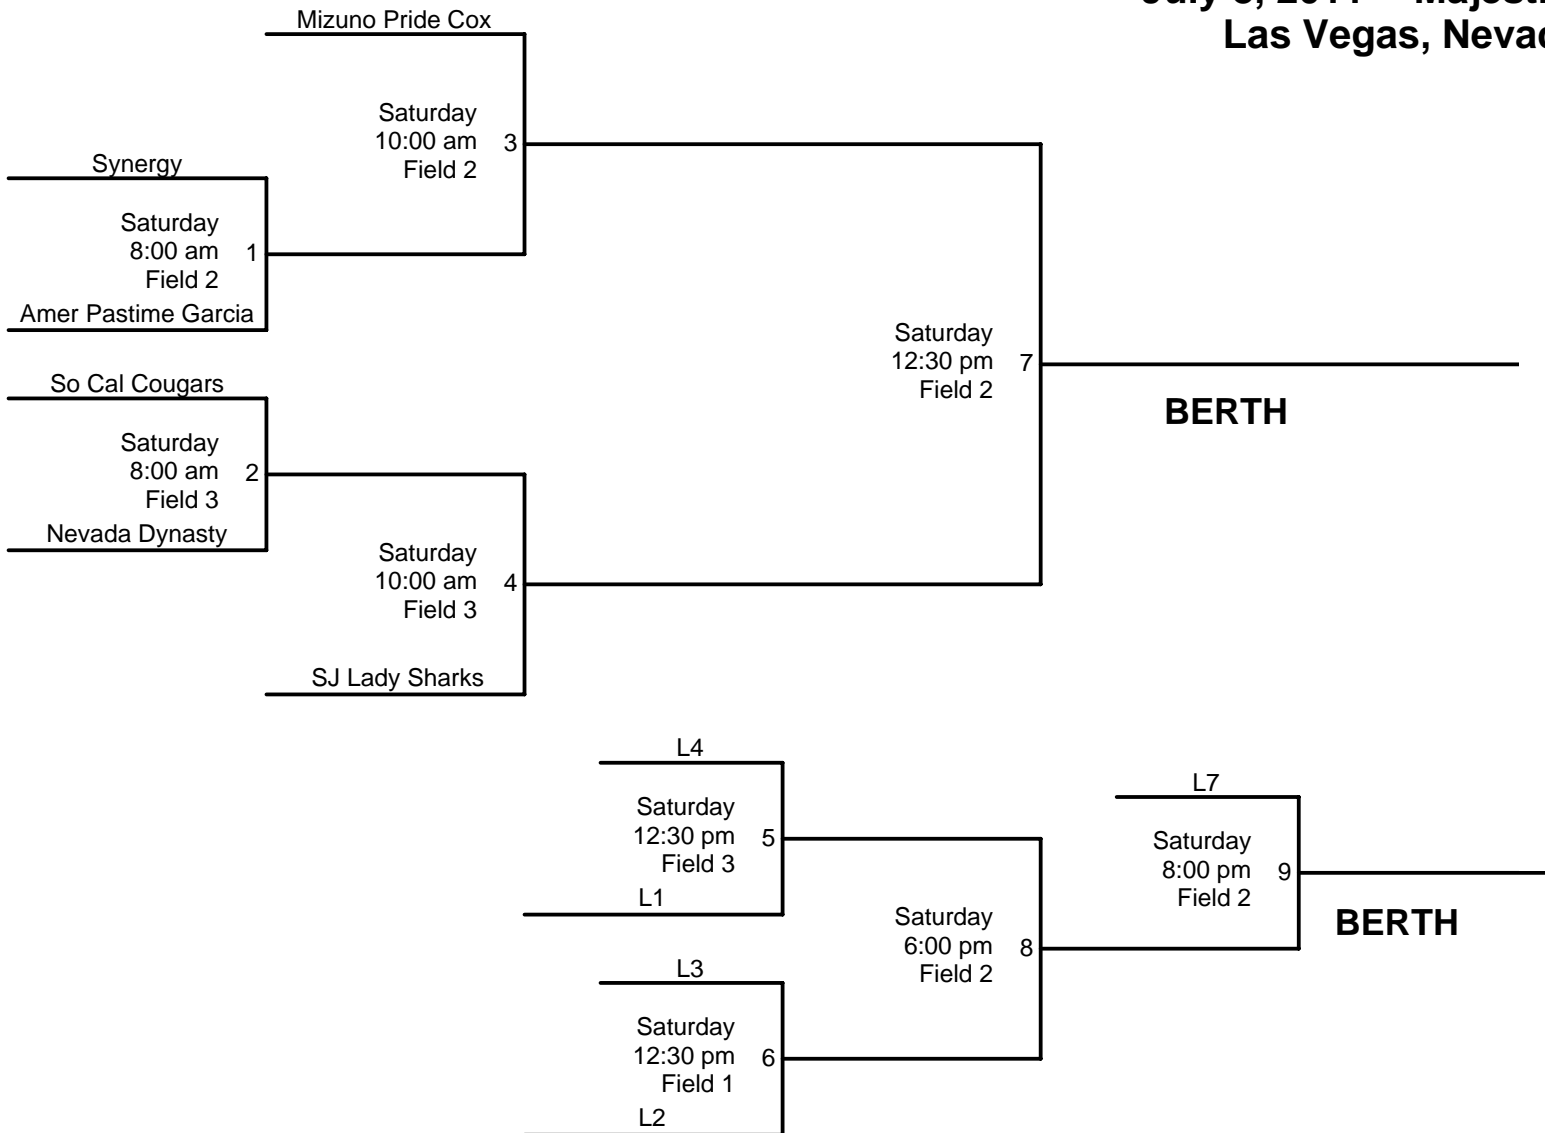 Las Vegas, Nevad
Mizuno Pride Cox
Saturday
10:00 am 3
Field 2
Synergy
Saturday
8:00 am 1
Field 2
Amer Pastime Garcia
Saturday
12:30 pm 7
Field 2
BERTH
So Cal Cougars
Saturday
8:00 am 2
Field 3
Nevada Dynasty
Saturday
10:00 am 4
Field 3
SJ Lady Sharks
L4
Saturday
12:30 pm 5
Field 3
L1
L7
Saturday
8:00 pm 9
Field 2
BERTH
Saturday
6:00 pm 8
Field 2
L3
Saturday
12:30 pm 6
Field 1
L2